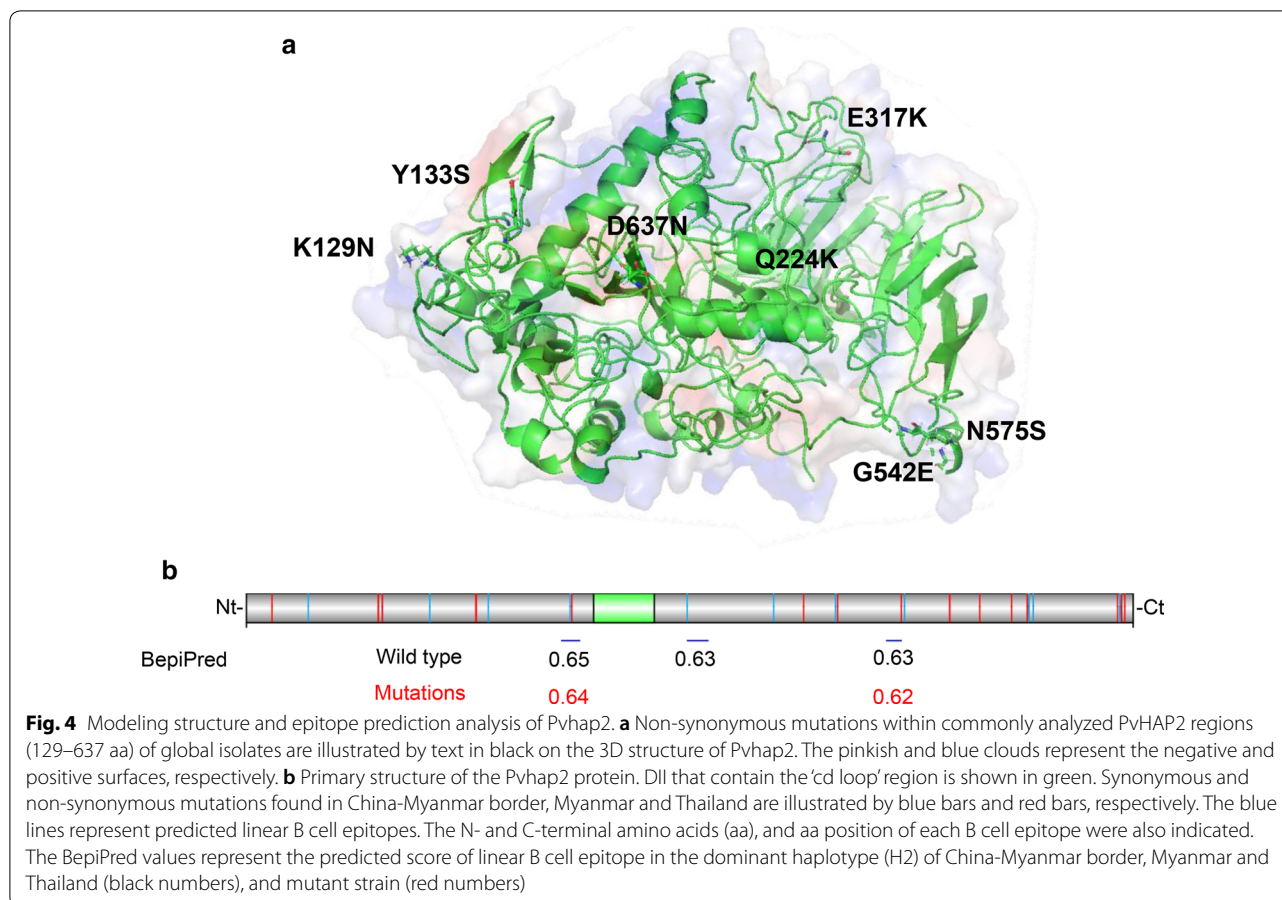 a
E317K
Y133S
D637N
K129N
Q224K
N575S
G542E
b
Nt- -Ct
BepiPred Wild type 0.65 0.63 0.63
Mutations 0.64 0.62
Fig. 4 Modeling structure and epitope prediction analysis of Pvhap2. a Non-synonymous mutations within commonly analyzed PvHAP2 regions
(129–637 aa) of global isolates are illustrated by text in black on the 3D structure of Pvhap2. The pinkish and blue clouds represent the negative and
positive surfaces, respectively. b Primary structure of the Pvhap2 protein. DII that contain the ‘cd loop’ region is shown in green. Synonymous and
non-synonymous mutations found in China-Myanmar border, Myanmar and Thailand are illustrated by blue bars and red bars, respectively. The blue
lines represent predicted linear B cell epitopes. The N- and C-terminal amino acids (aa), and aa position of each B cell epitope were also indicated.
The BepiPred values represent the predicted score of linear B cell epitope in the dominant haplotype (H2) of China-Myanmar border, Myanmar and
Thailand (black numbers), and mutant strain (red numbers)